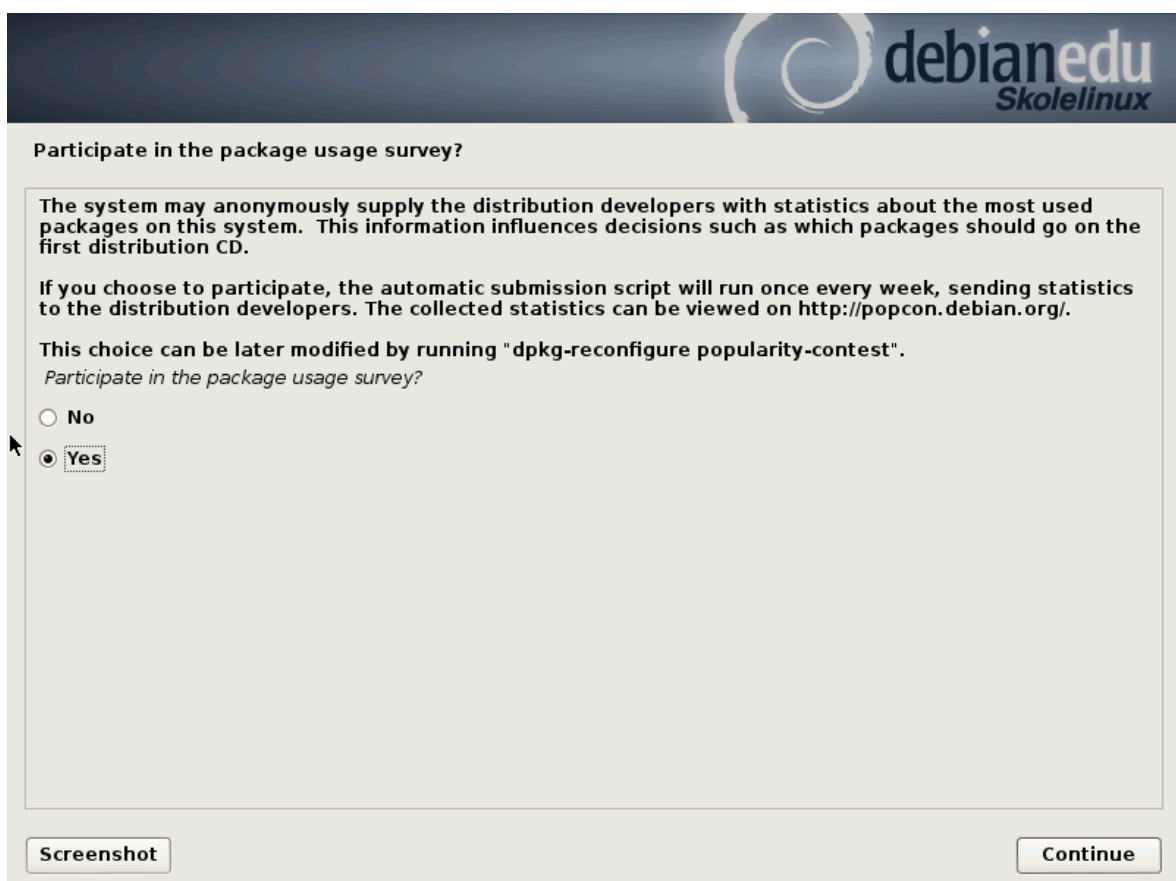 debianedu
Skolelinux
Participate in the package usage survey?
The system may anonymously supply the distribution developers with statistics about the most used
packages on this system.  This information influences decisions such as which packages should go on the
first distribution CD.
If you choose to participate, the automatic submission script will run once every week, sending statistics
to the distribution developers. The collected statistics can be viewed on http://popcon.debian.org/.
This choice can be later modified by running "dpkg-reconfigure popularity-contest".
Participate in the package usage survey?
No
Yes
Screenshot
Continue